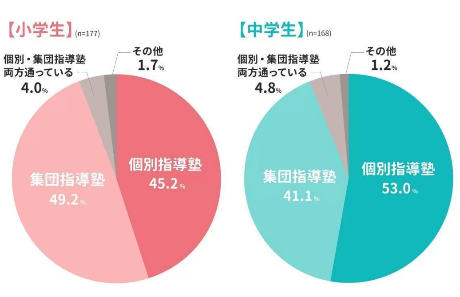 【小学生】(n=177)
個別・集団指導塾
両方通っている
4.0%
その他
1.7%
個別指導塾
45.2%
集団指導塾
49.2%
【中学生】(n=168)
個別・集団指導塾
両方通っている
4.8%
その他
1.2%
個別指導塾
53.0%
集団指導塾
41.1%